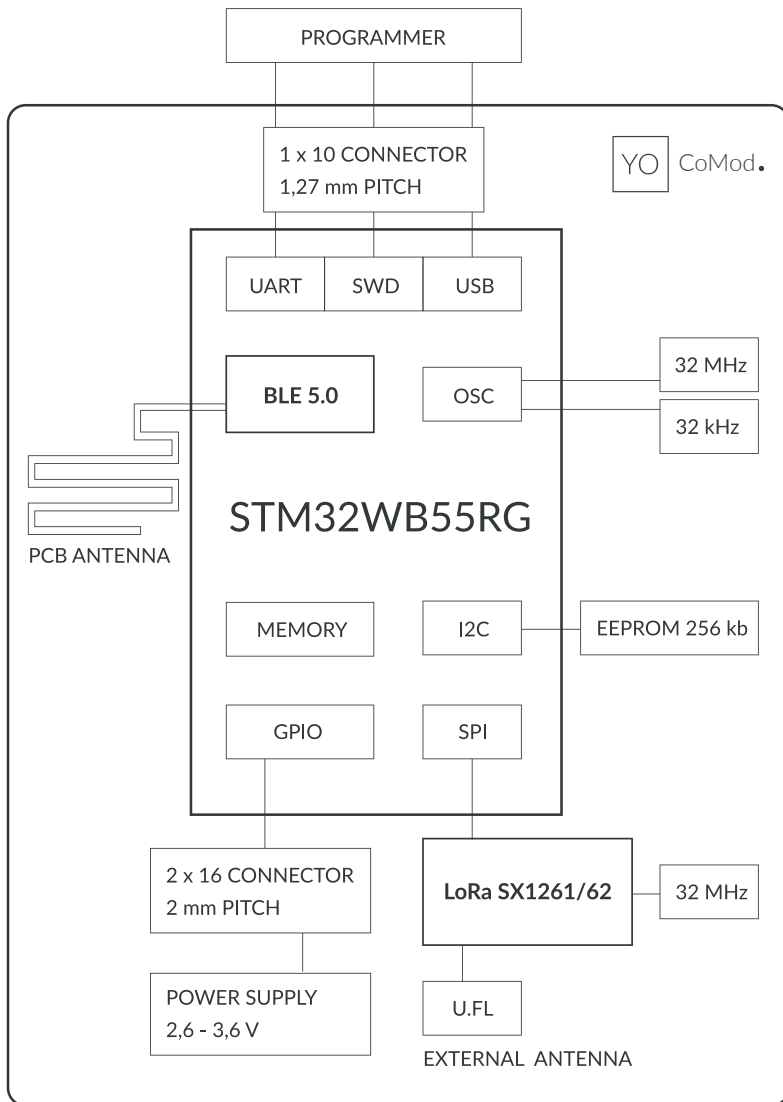 PROGRAMMER
1 x 10 CONNECTOR
1,27 mm PITCH
YO CoMod.
UART SWD USB
BLE 5.0
OSC
32 MHz
32 kHz
STM32WB55RG
PCB ANTENNA
MEMORY
I2C
EEPROM 256 kb
GPIO
SPI
2 x 16 CONNECTOR
2 mm PITCH
LoRa SX1261/62
32 MHz
POWER SUPPLY
2,6 - 3,6 V
U.FL
EXTERNAL ANTENNA